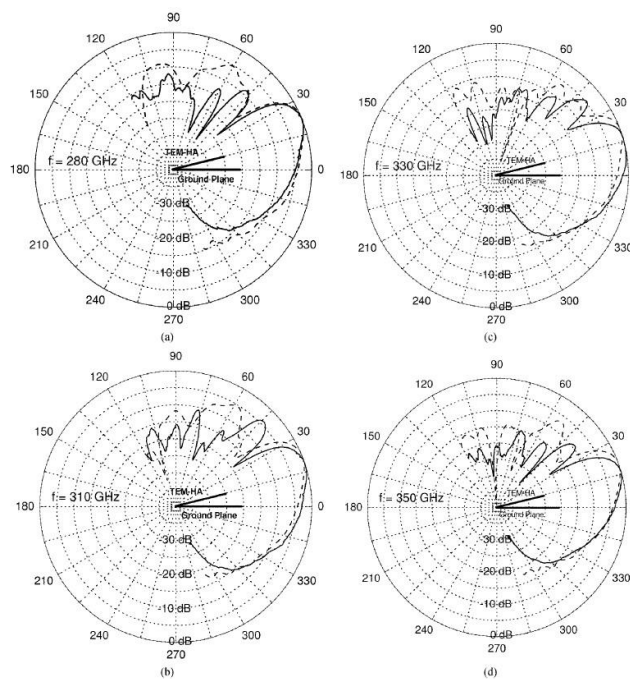 90
120
60
150
30
f = 280 GHz
TEM-HA
180
0
Ground Plane
-30 dB
210
-20 dB
330
-10 dB
240
300
0 dB
270
(a)
90
120
60
150
30
f = 330 GHz
TEM-HA
180
0
Ground Plane
-30 dB
210
-20 dB
330
-10 dB
240
300
0 dB
270
(c)
90
120
60
150
30
TEM-HA
f = 310 GHz
180
0
Ground Plane
30 dB
210
-20 dB
330
-10 dB
240
300
0 dB
270
(b)
90
120
60
150
30
f = 350 GHz
TEM-HA
180
0
Ground Plane
30 dB
210
-20 dB
330
-10 dB
240
300
0 dB
270
(d)